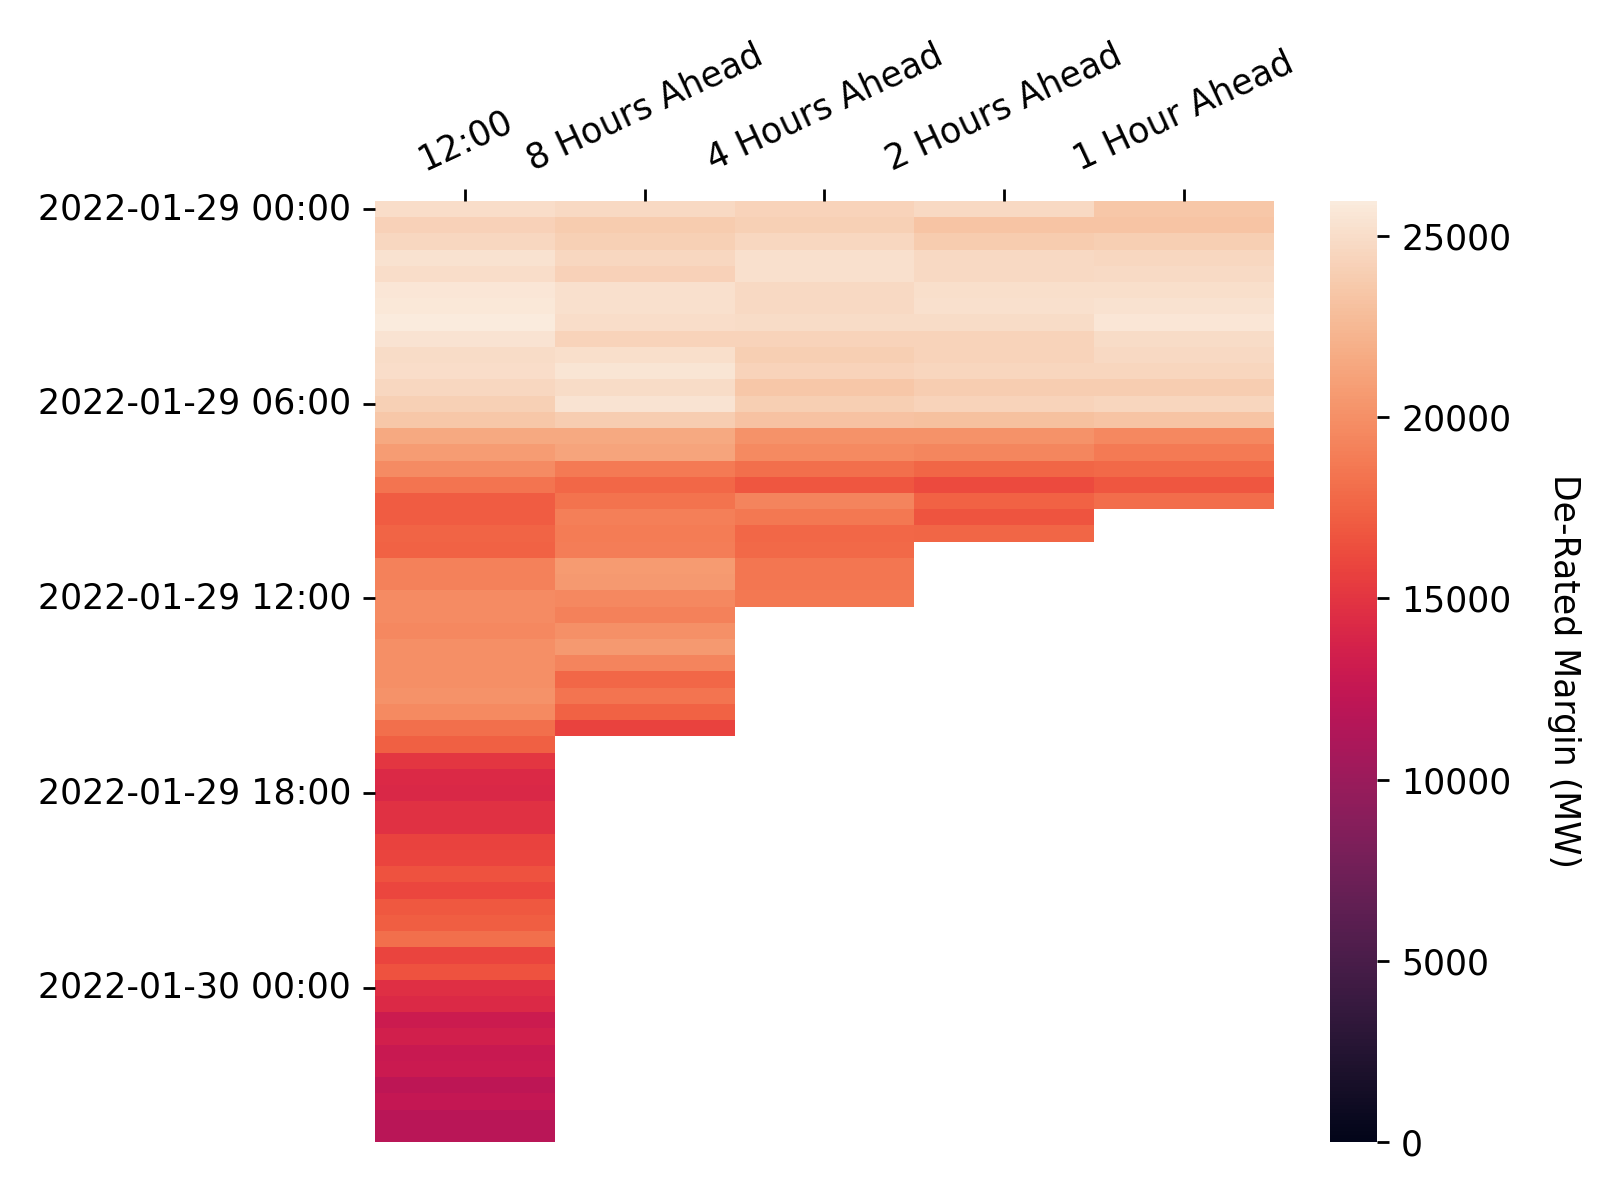 12:00
8 Hours Ahead
4 Hours Ahead
2 Hours Ahead
1 Hour Ahead
2022-01-29 00:00
2022-01-29 06:00
2022-01-29 12:00
2022-01-29 18:00
2022-01-30 00:00
25000
20000
15000
10000
5000
0
De-Rated Margin (MW)